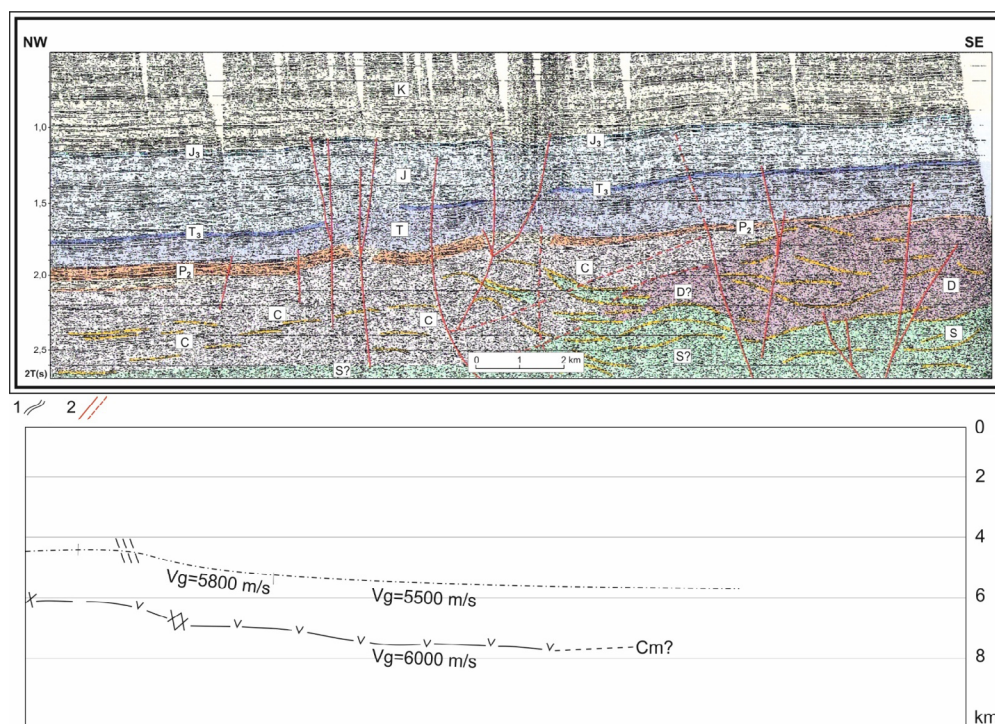 NW SE
K
1.0
J₃ J₃
J
T₃
1,5
T₃ T P₂
P₂
2.0
C
D? D
C C
C
S
2,5
S? S?
0 1 2 km
2T(s)
1 2
0
2
4
Vg=5800 m/s
Vg=5500 m/s
6
Cm?
Vg=6000 m/s
8
km